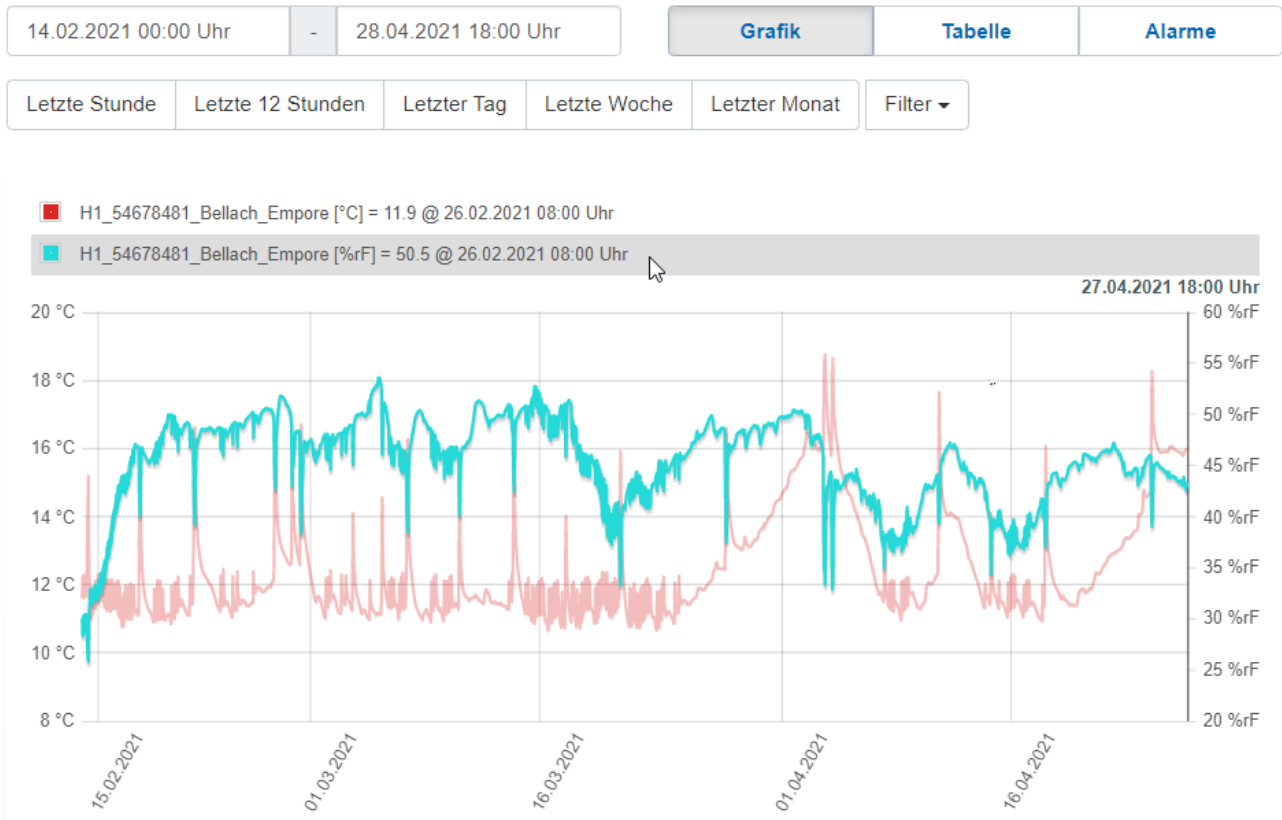 14.02.2021 00:00 Uhr - 28.04.2021 18:00 Uhr Grafik Tabelle Alarme
Letzte Stunde Letzte 12 Stunden Letzter Tag Letzte Woche Letzter Monat Filter
H1_54678481_Bellach_Empore [°C] = 11.9 @ 26.02.2021 08:00 Uhr
H1_54678481_Bellach_Empore [%rF] = 50.5 @ 26.02.2021 08:00 Uhr
27.04.2021 18:00 Uhr
20 °C 60 %rF
55 %rF
18 °C
50 %rF
16 °C
45 %rF
14 °C 40 %rF
12 °C 35 %rF
30 %rF
10 °C
25 %rF
8 °C 20 %rF
15.02.2021 01.03.2021 16.03.2021 01.04.2021 16.04.2021